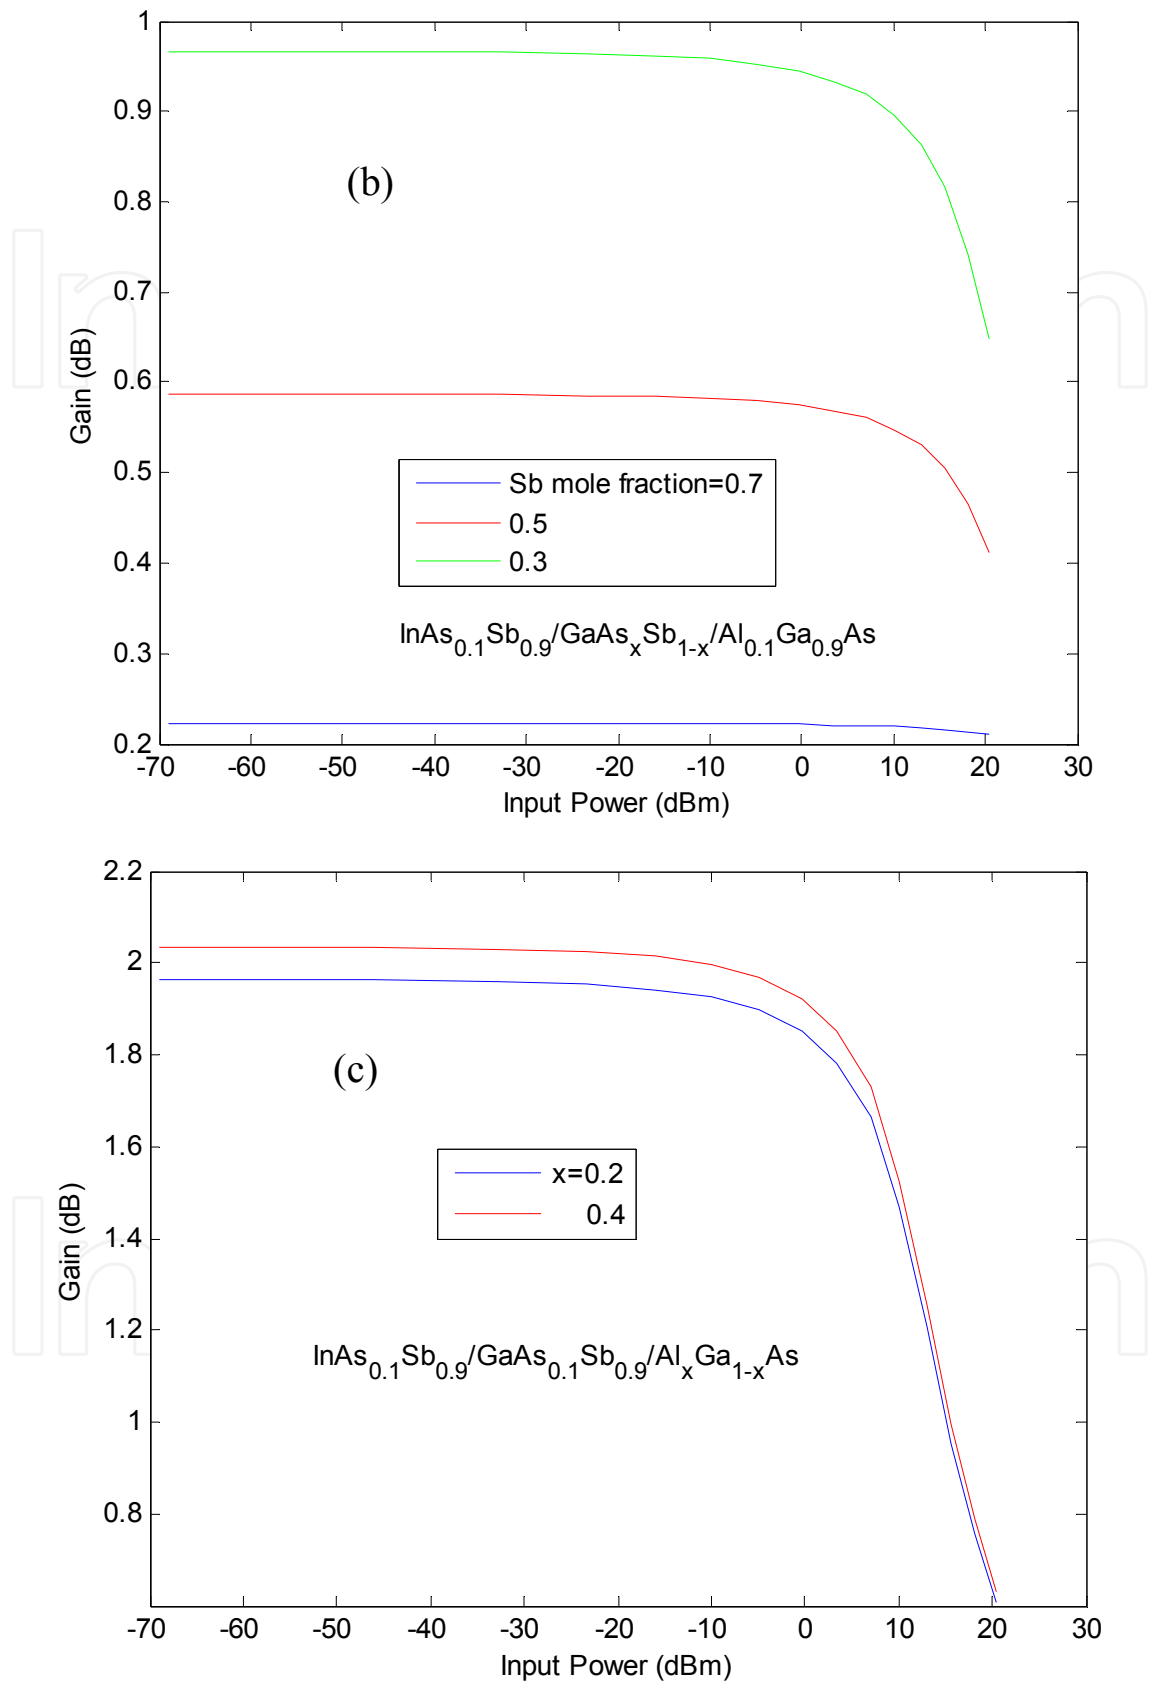 1
0.9
0.8
0.7
0.6
0.5
0.4
0.3
0.2
Gain (dB)
(b)
Sb mole fraction=0.7
0.5
0.3
InAs0.1Sb0.9/GaAsxSb1-x/Al0.1Ga0.9As
-70 -60 -50 -40 -30 -20 -10 0 10 20 30
Input Power (dBm)
2.2
2
1.8
1.6
1.4
1.2
1
0.8
Gain (dB)
(c)
x=0.2
0.4
InAs0.1Sb0.9/GaAs0.1Sb0.9/AlxGa1-xAs
-70 -60 -50 -40 -30 -20 -10 0 10 20 30
Input Power (dBm)